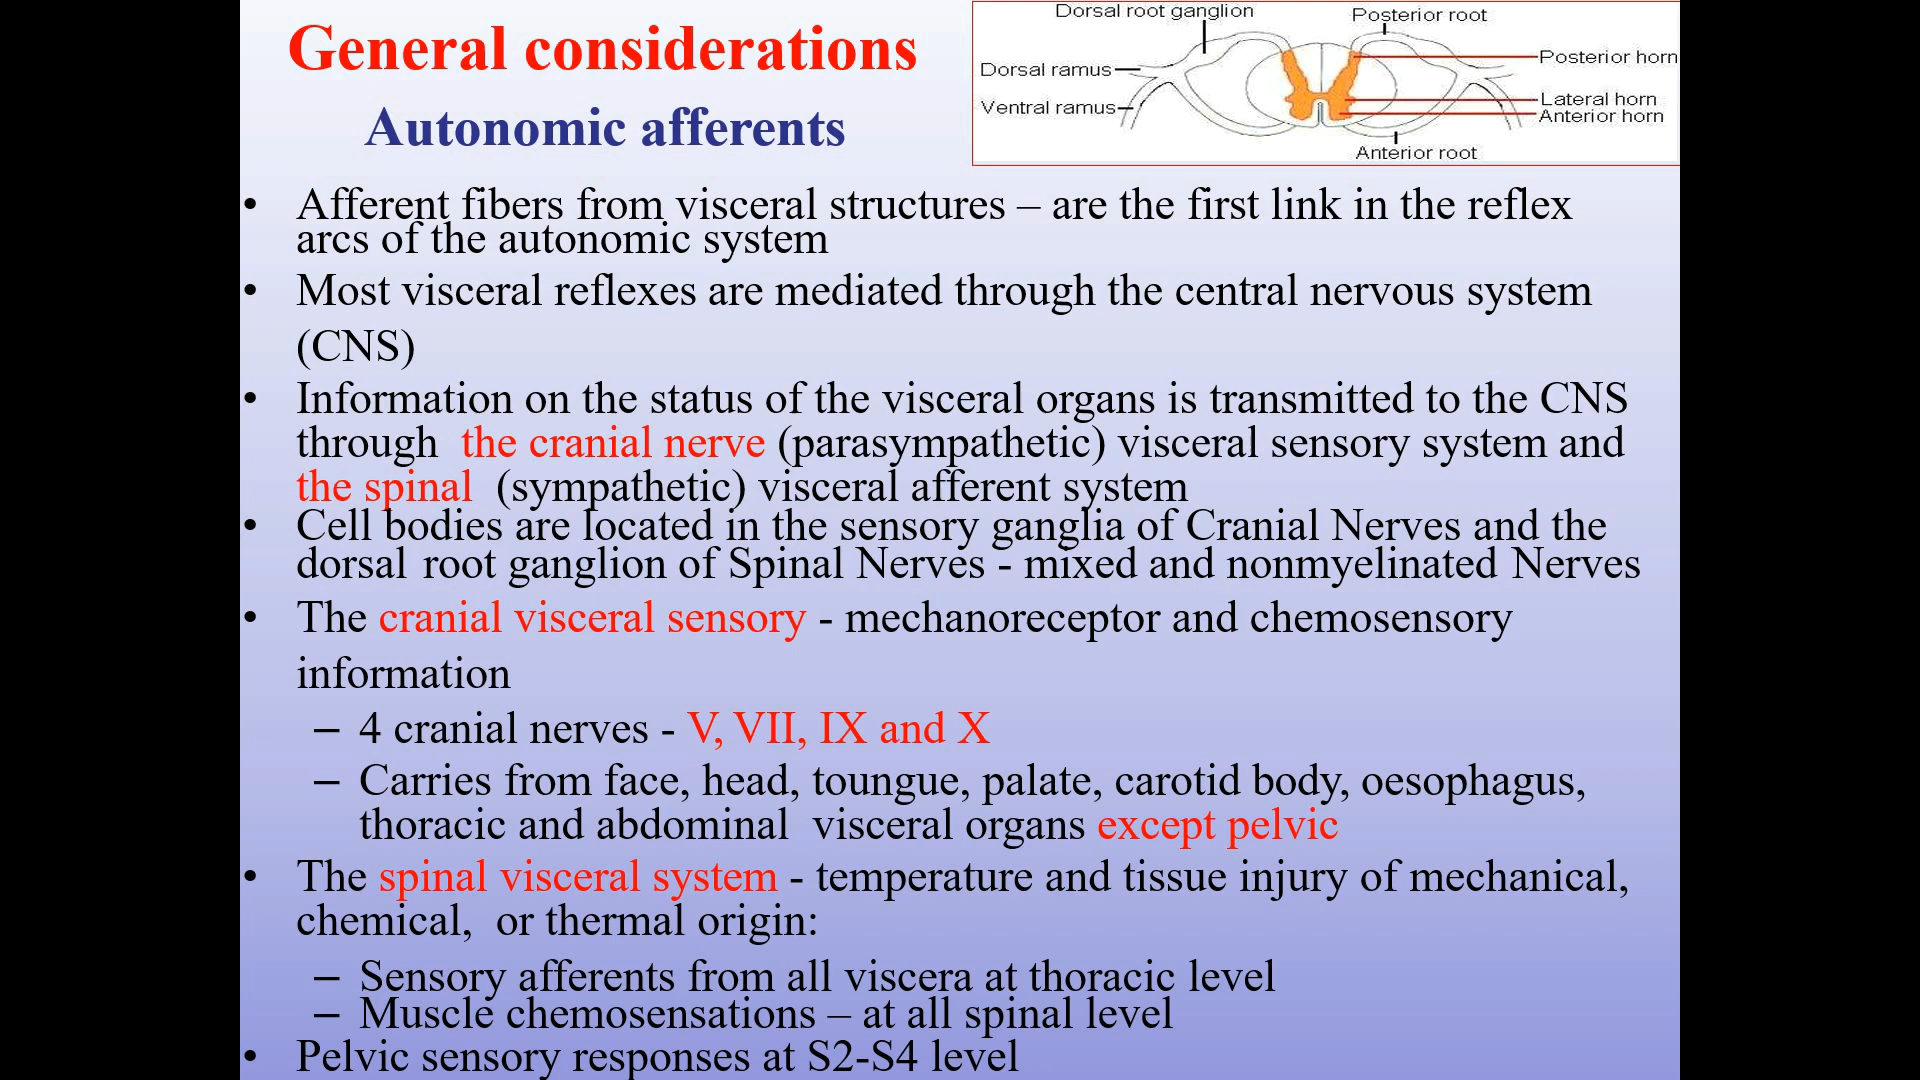 General considerations
Autonomic afferents
Dorsal root ganglion
Posterior root
Dorsal ramus
Posterior horn
Ventral ramus
Lateral horn
Anterior horn
Anterior root
• Afferent fibers from visceral structures – are the first link in the reflex
arcs of the autonomic system
• Most visceral reflexes are mediated through the central nervous system
(CNS)
• Information on the status of the visceral organs is transmitted to the CNS
through the cranial nerve (parasympathetic) visceral sensory system and
the spinal (sympathetic) visceral afferent system
• Cell bodies are located in the sensory ganglia of Cranial Nerves and the
dorsal root ganglion of Spinal Nerves - mixed and nonmyelinated Nerves
• The cranial visceral sensory - mechanoreceptor and chemosensory
information
– 4 cranial nerves - V, VII, IX and X
– Carries from face, head, toungue, palate, carotid body, oesophagus,
thoracic and abdominal visceral organs except pelvic
• The spinal visceral system - temperature and tissue injury of mechanical,
chemical, or thermal origin:
– Sensory afferents from all viscera at thoracic level
– Muscle chemosensations – at all spinal level
• Pelvic sensory responses at S2-S4 level